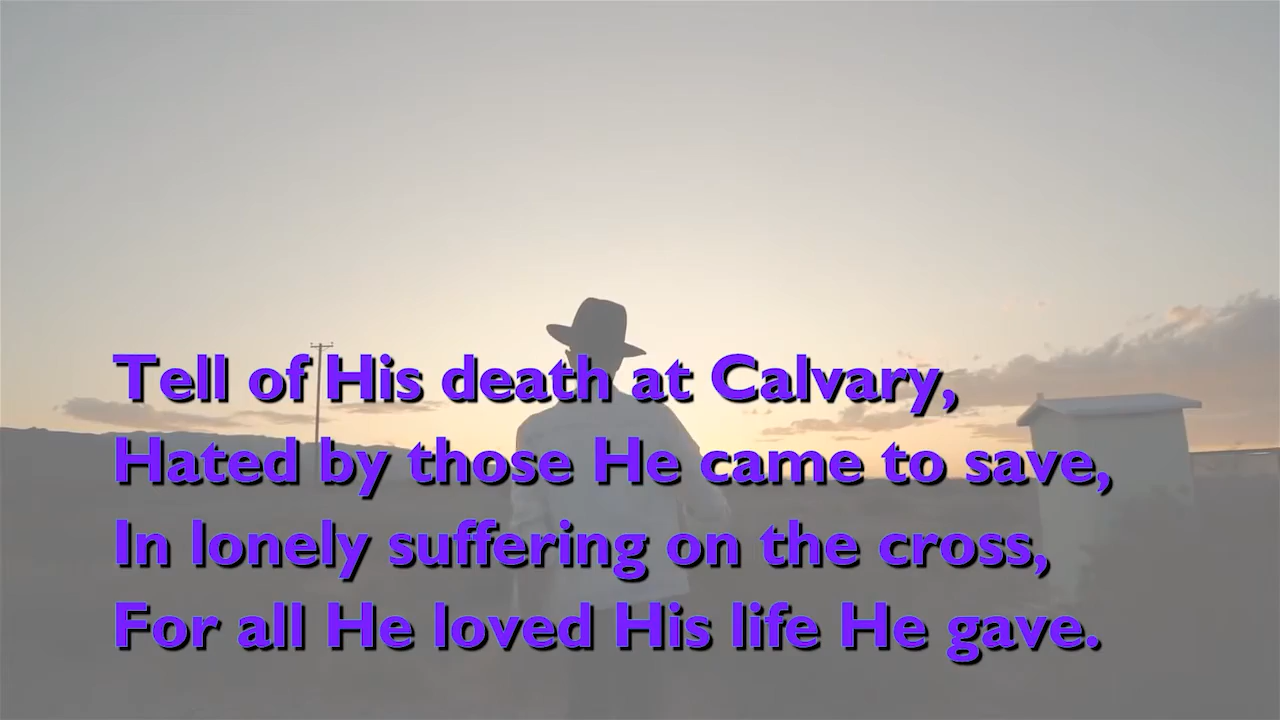 Tell of His death at Calvary,
Hated by those He came to save,
In lonely suffering on the cross,
For all He loved His life He gave.